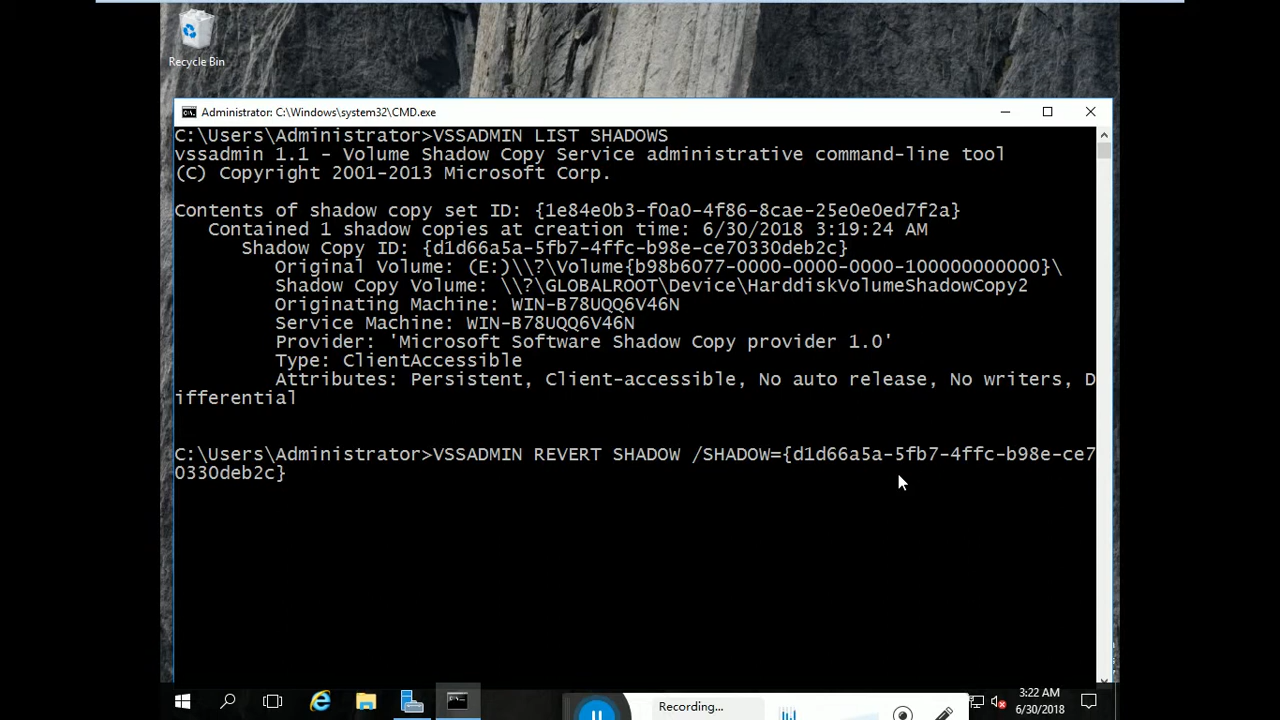 Recycle Bin
Administrator: C:\Windows\system32\CMD.exe
C:\Users\Administrator>VSSADMIN LIST SHADOWS
vssadmin 1.1 - Volume Shadow Copy Service administrative command-line tool
(C) Copyright 2001-2013 Microsoft Corp.
Contents of shadow copy set ID: {1e84e0b3-f0a0-4f86-8cae-25e0e0ed7f2a}
Contained 1 shadow copies at creation time: 6/30/2018 3:19:24 AM
Shadow Copy ID: {d1d66a5a-5fb7-4ffc-b98e-ce70330deb2c}
Original Volume: (E:)\\?\Volume{b98b6077-0000-0000-0000-100000000000}\
Shadow Copy Volume: \\?\GLOBALROOT\Device\HarddiskVolumeShadowCopy2
Originating Machine: WIN-B78UQQ6V46N
Service Machine: WIN-B78UQQ6V46N
Provider: 'Microsoft Software Shadow Copy provider 1.0'
Type: ClientAccessible
Attributes: Persistent, Client-accessible, No auto release, No writers, D
ifferential
C:\Users\Administrator>VSSADMIN REVERT SHADOW /SHADOW={d1d66a5a-5fb7-4ffc-b98e-ce7
0330deb2c}
Recording...
3:22 AM
6/30/2018